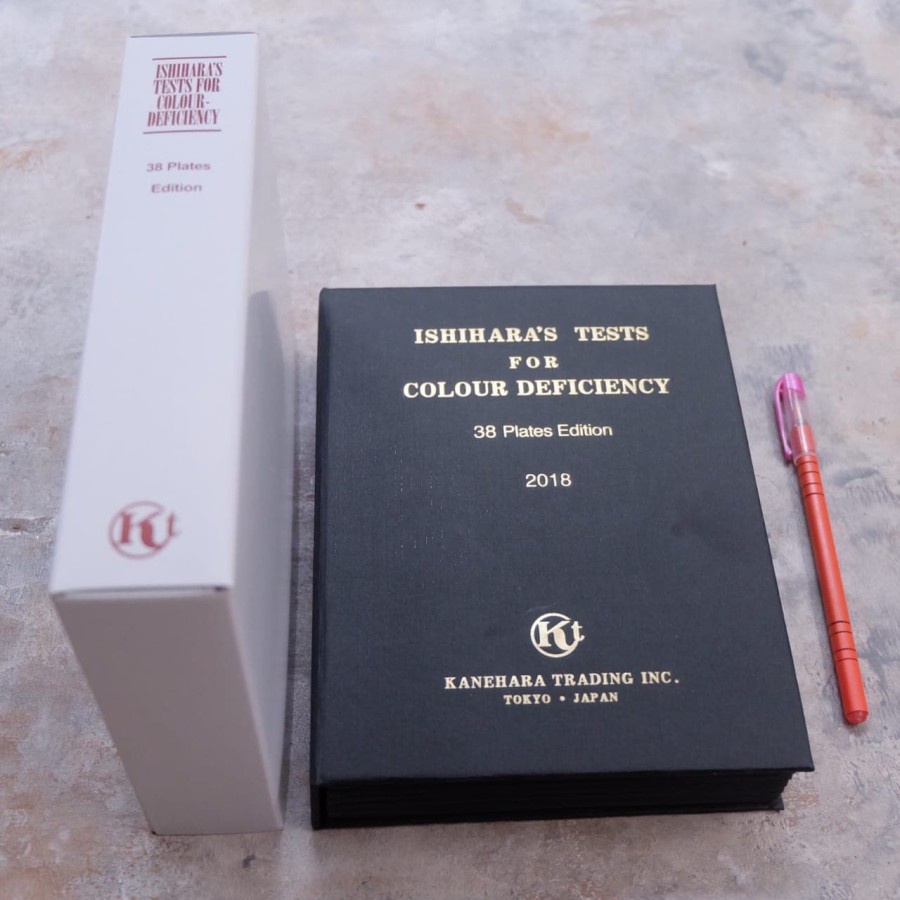 ISHIHARA'S
TESTS FOR
COLOUR-
DEFICIENCY
38 Plates
Edition
Kt
ISHIHARA'S TESTS
FOR
COLOUR DEFICIENCY
38 Plates Edition
2018
Kt
KANEHARA TRADING INC.
TOKYO • JAPAN